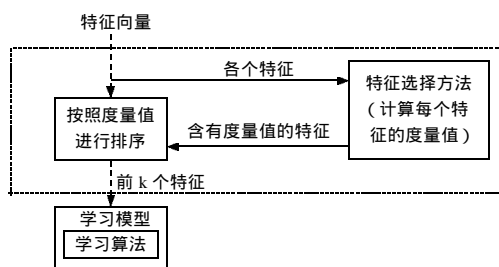 特征向量
各个特征
特征选择方法
（计算每个特
征的度量值）
按照度量值
进行排序
含有度量值的特征
前 k 个特征
学习模型
学习算法